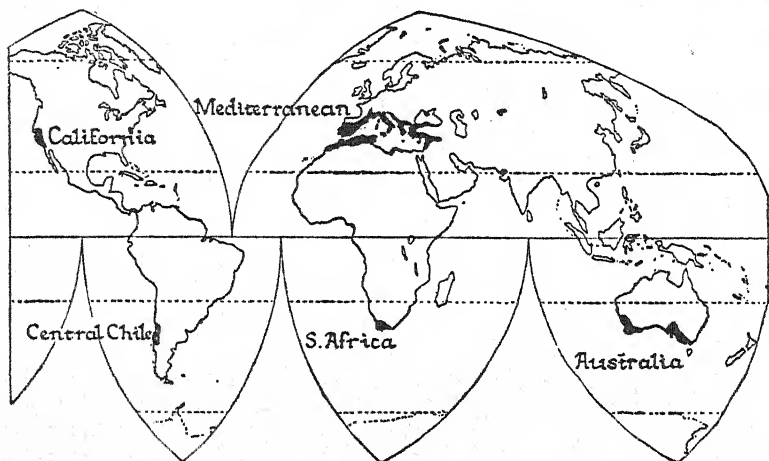 Mediterranean
California
Central Chile
S. Africa
Australia